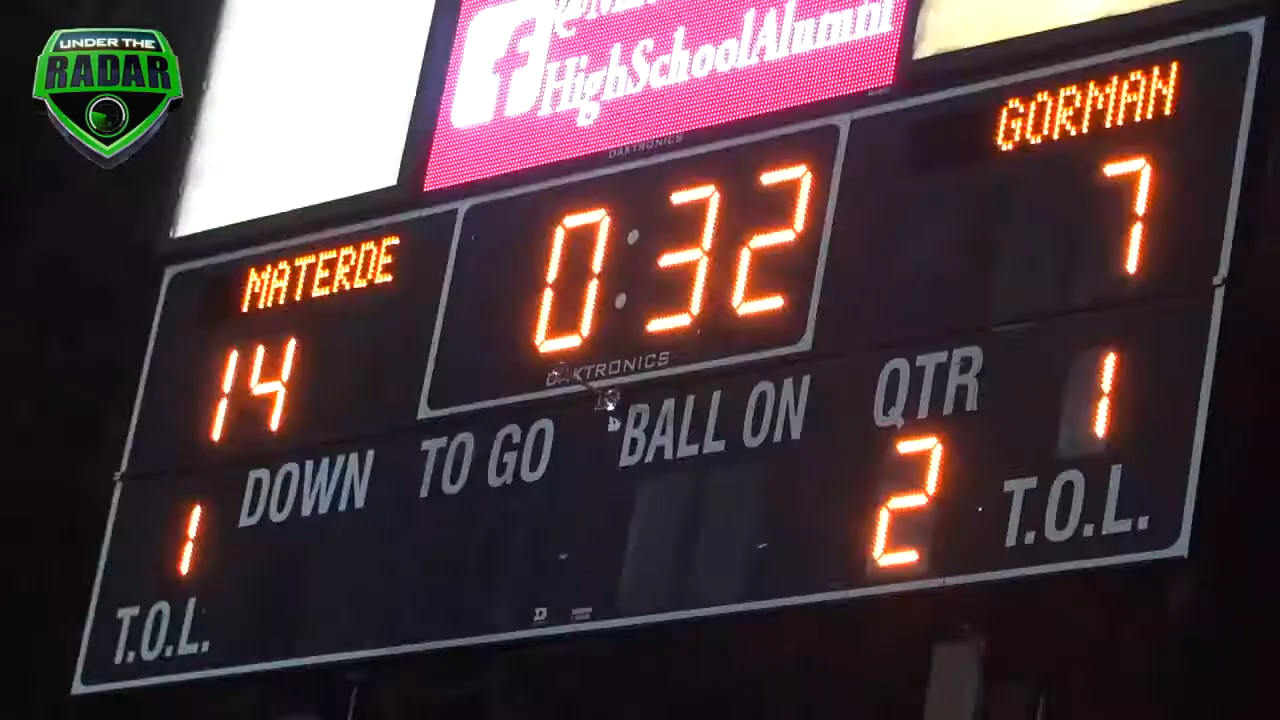 UNDER THE
RADAR
HighSchoolAlumni
DAKTRONICS
GORMAN
7
0:32
MATERDE
14
DAKTRONICS
DOWN
TO GO
BALL ON
QTR
2
1
T.O.L.
1
T.O.L.